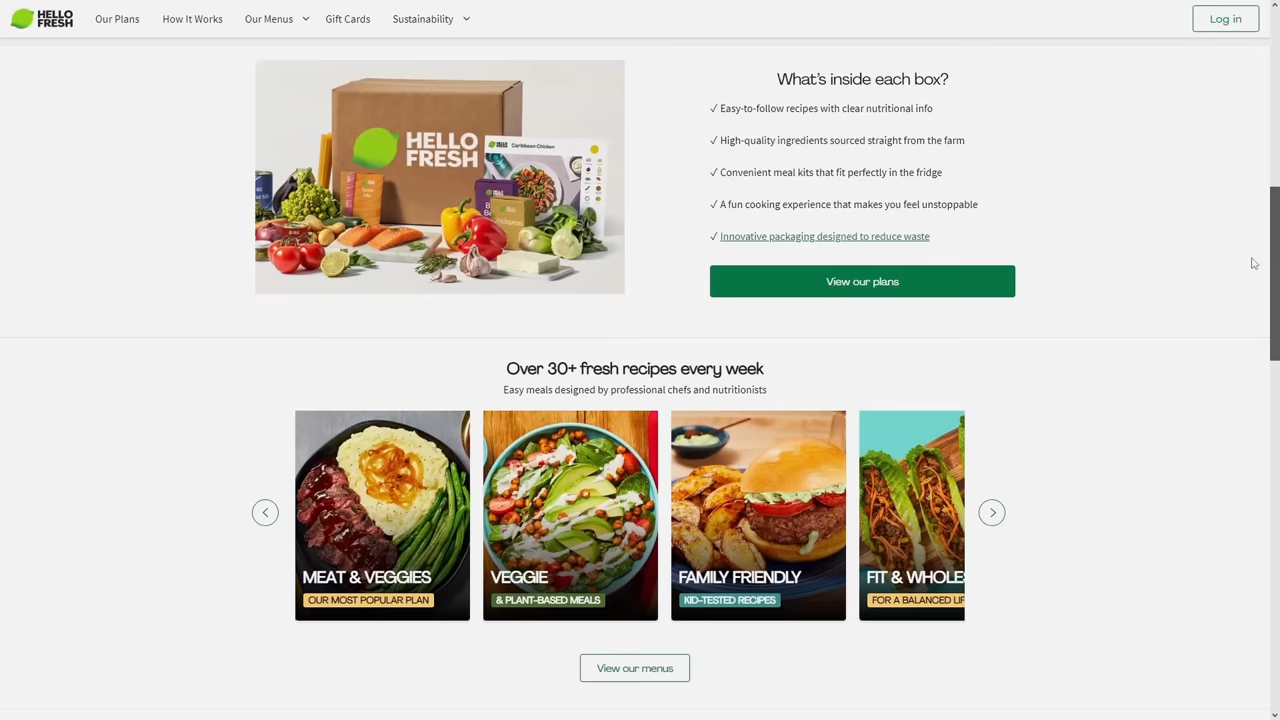 HELLO
FRESH
Our Plans
How It Works
Our Menus
Gift Cards
Sustainability
Log in
What's inside each box?
✓ Easy-to-follow recipes with clear nutritional info
✓ High-quality ingredients sourced straight from the farm
✓ Convenient meal kits that fit perfectly in the fridge
✓ A fun cooking experience that makes you feel unstoppable
✓ Innovative packaging designed to reduce waste
View our plans
HELLO
FRESH
Caribbean Chicken
Over 30+ fresh recipes every week
Easy meals designed by professional chefs and nutritionists
MEAT & VEGGIES
OUR MOST POPULAR PLAN
VEGGIE
& PLANT-BASED MEALS
FAMILY FRIENDLY
KID-TESTED RECIPES
FIT & WHOLES
FOR A BALANCED LIF
View our menus